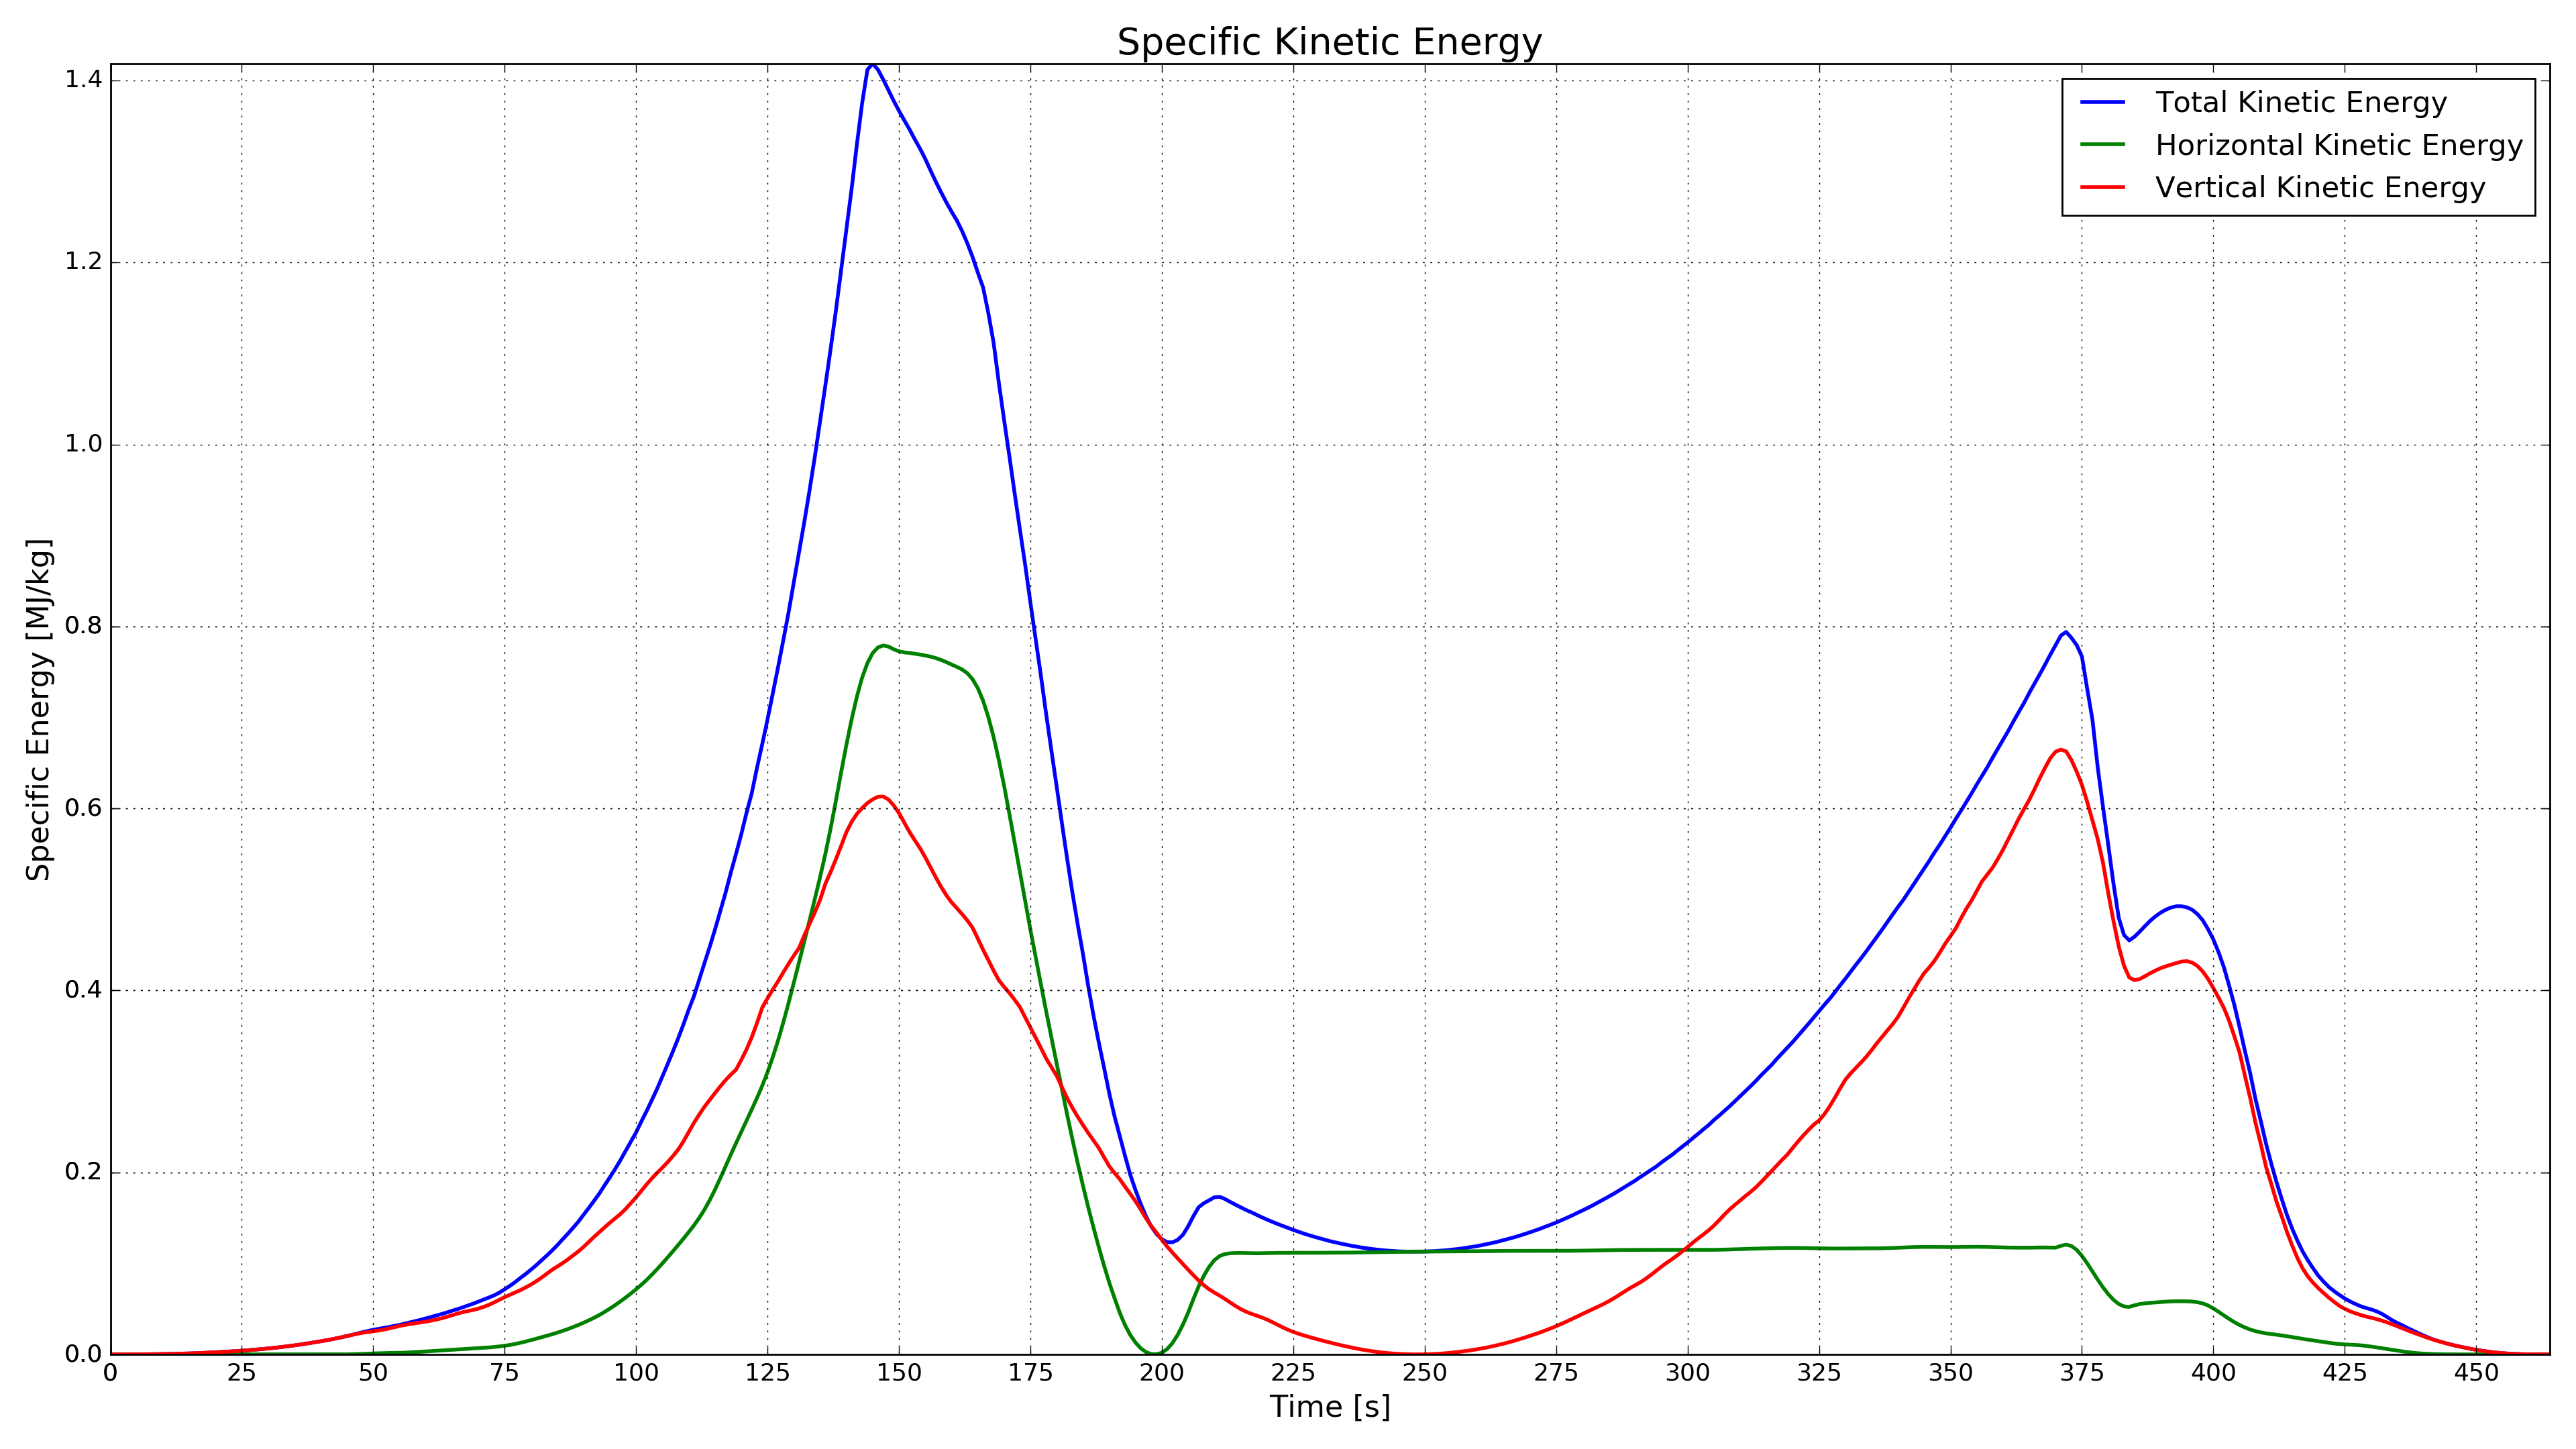 Specific Kinetic Energy
Total Kinetic Energy
Horizontal Kinetic Energy
Vertical Kinetic Energy
Specific Energy [MJ/kg]
1.4
1.2
1.0
0.8
0.6
0.4
0.2
0.0
0 25 50 75 100 125 150 175 200 225 250 275 300 325 350 375 400 425 450
Time [s]